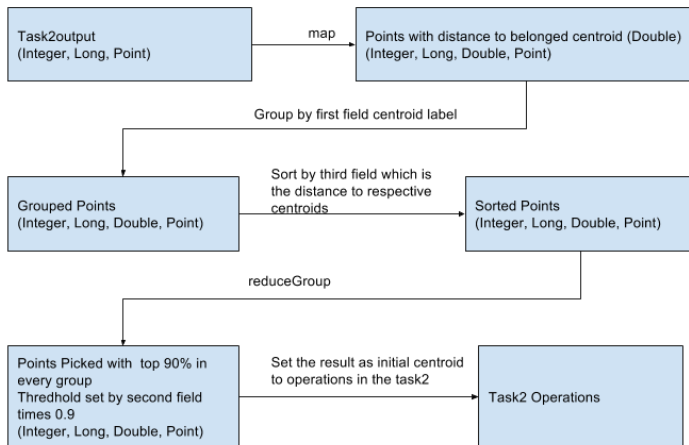 Task2output
(Integer, Long, Point)
map
Points with distance to belonged centroid (Double)
(Integer, Long, Double, Point)
Group by first field centroid label
Grouped Points
(Integer, Long, Double, Point)
Sort by third field which is
the distance to respective
centroids
Sorted Points
(Integer, Long, Double, Point)
reduceGroup
Points Picked with top 90% in
every group
Thredhold set by second field
times 0.9
(Integer, Long, Double, Point)
Set the result as initial centroid
to operations in the task2
Task2 Operations